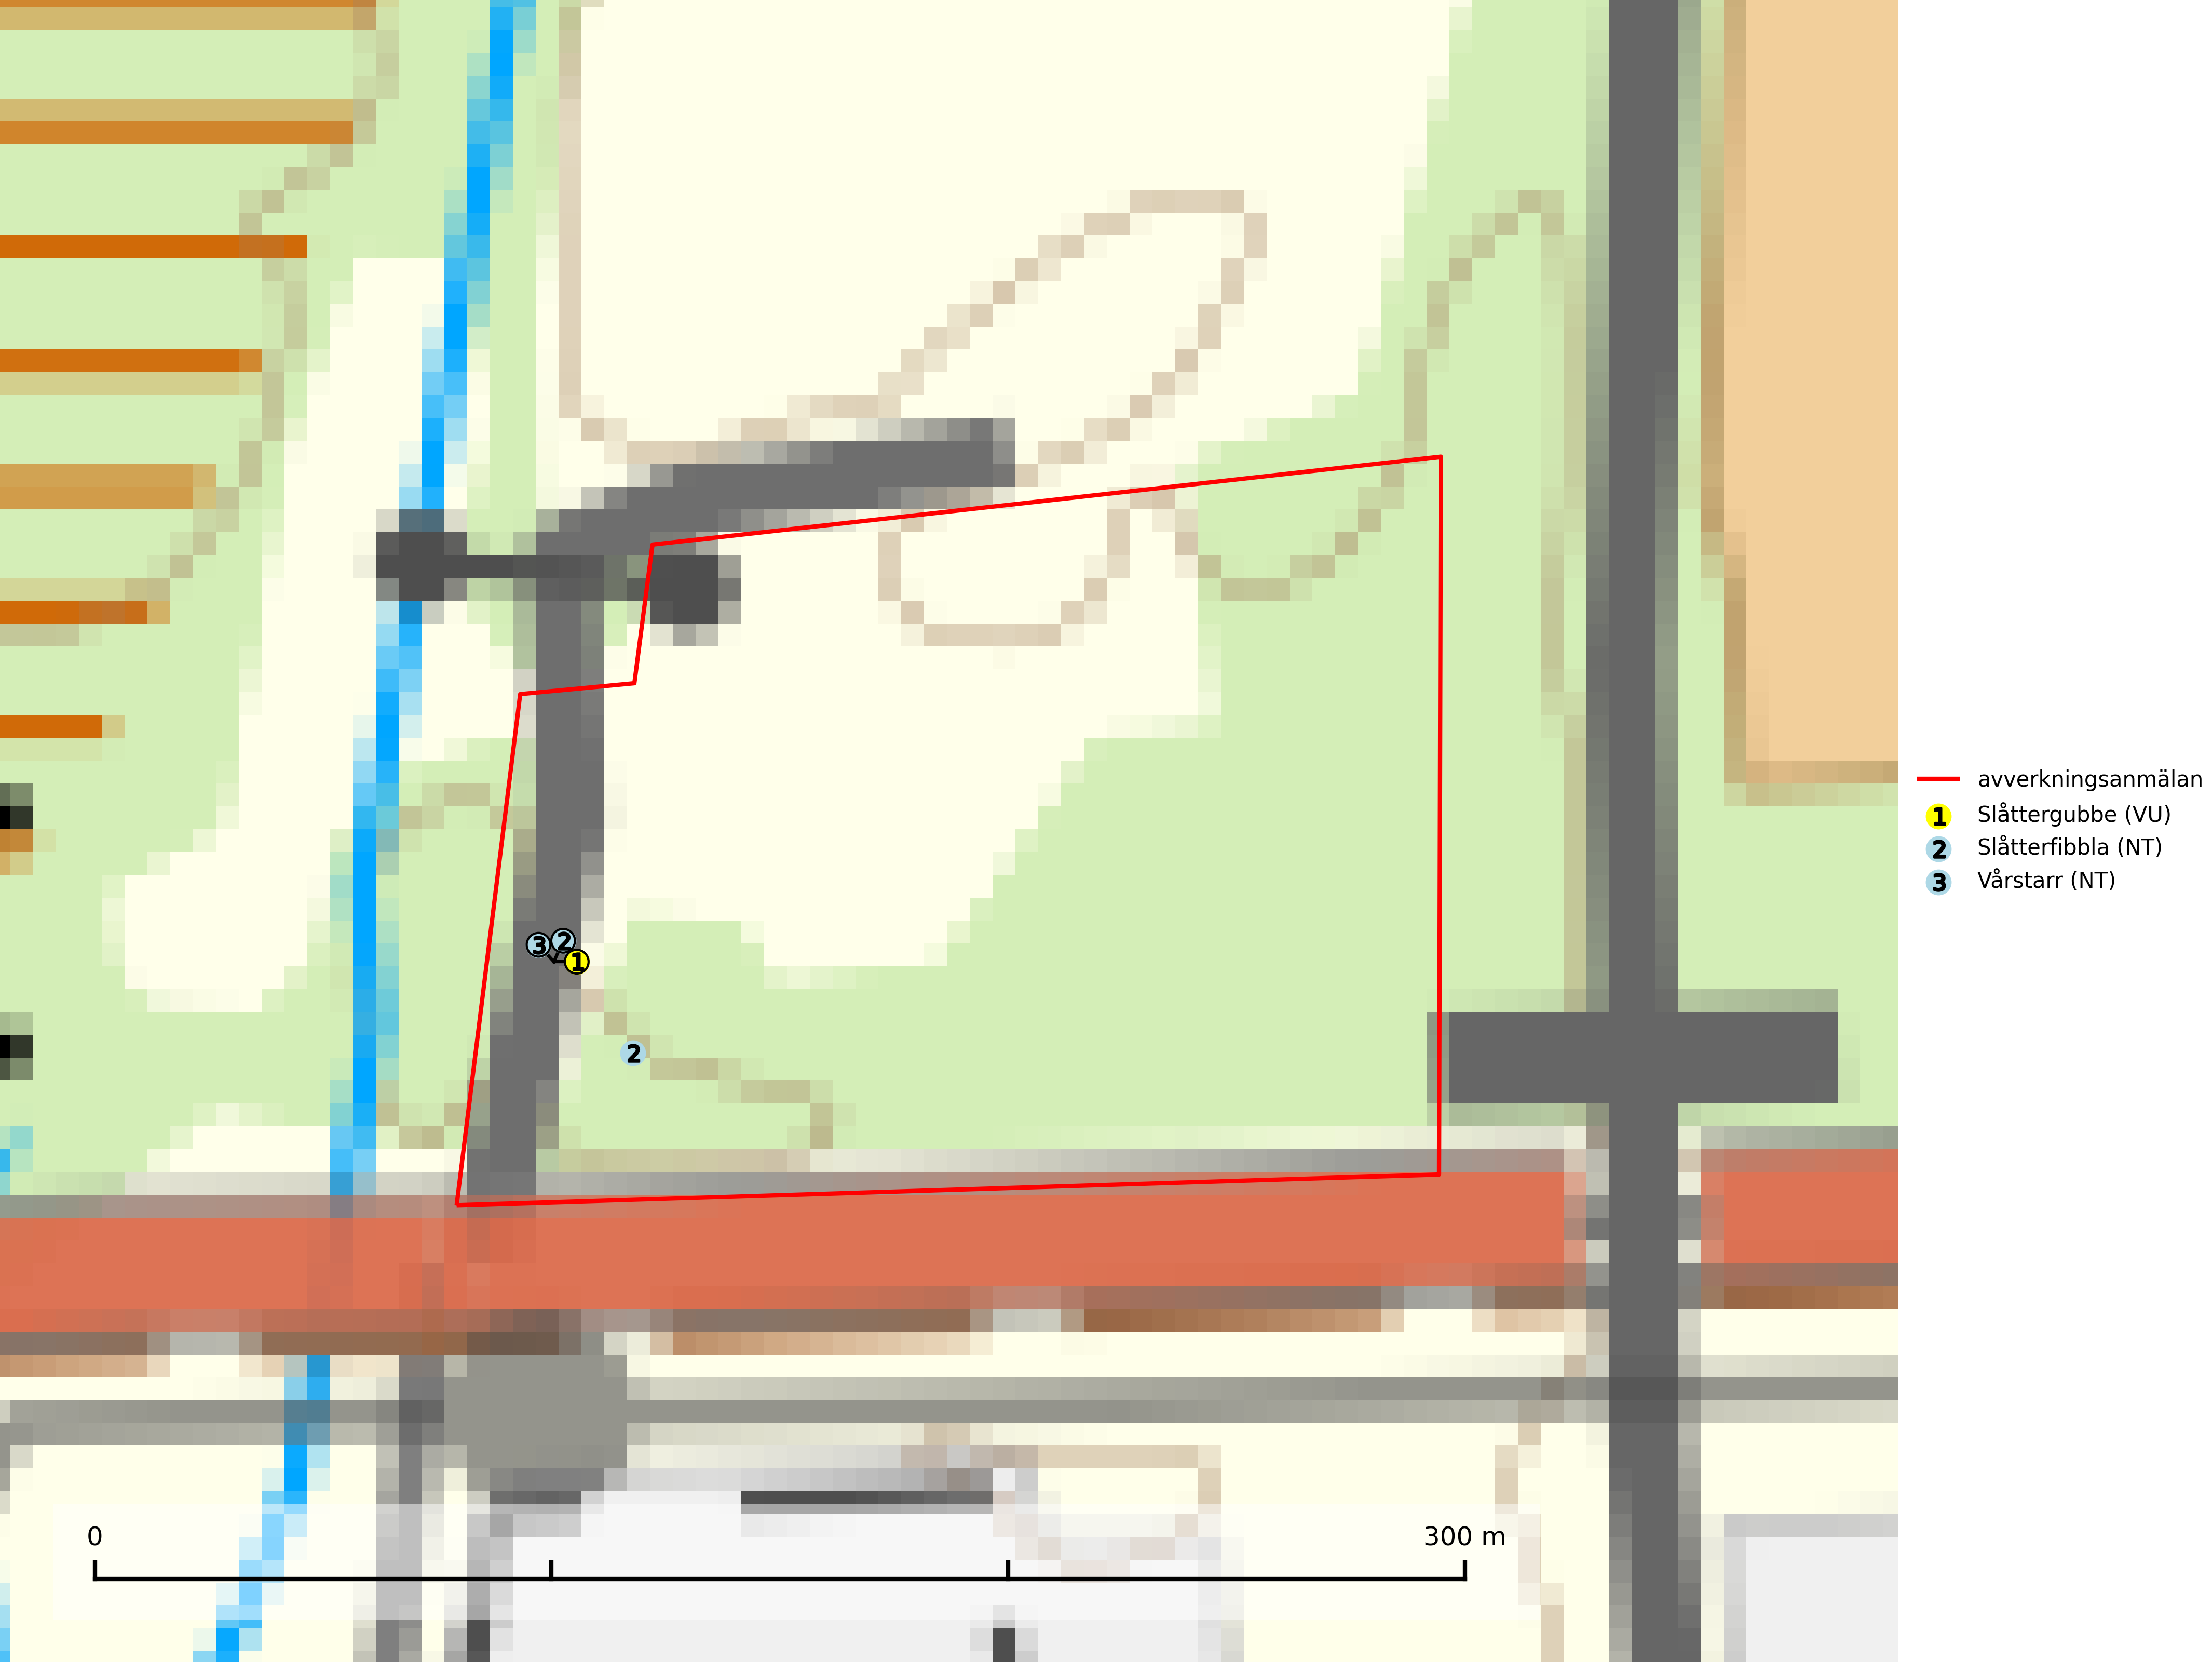 avverkningsanmälan
1 Slåttergubbe (VU)
2 Slåtterfibbla (NT)
3 Vårstarr (NT)
3 2
1
2
0 300 m